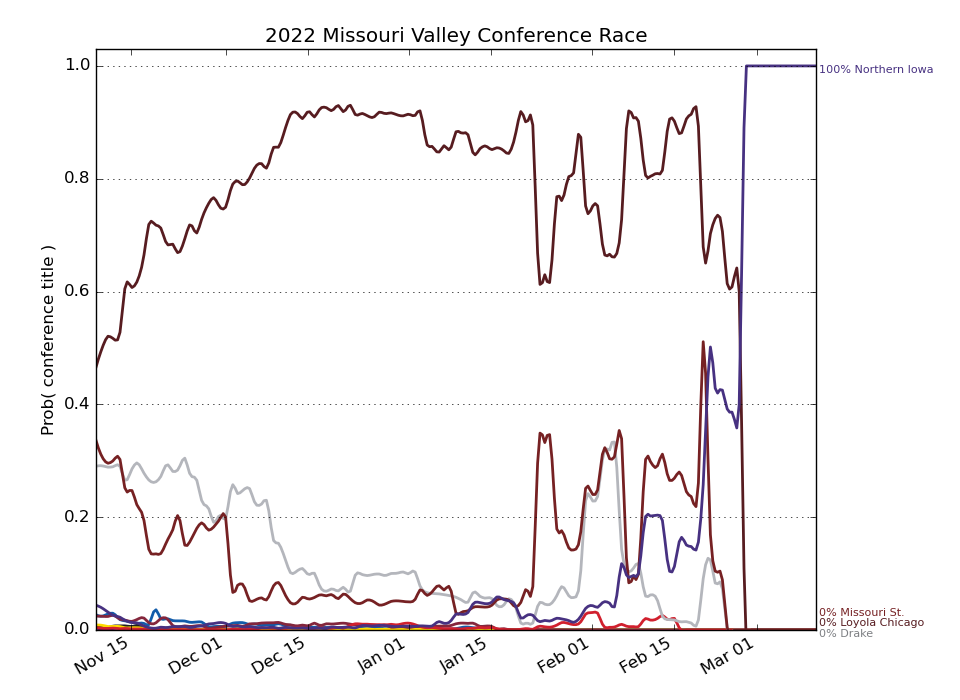 2022 Missouri Valley Conference Race
1.0
100% Northern Iowa
0.8
0.6
Prob( conference title )
0.4
0.2
0% Missouri St.
0% Loyola Chicago
0.0
0% Drake
Nov 15
Dec 01
Dec 15
Jan 01
Jan 15
Feb 01
Feb 15
Mar 01